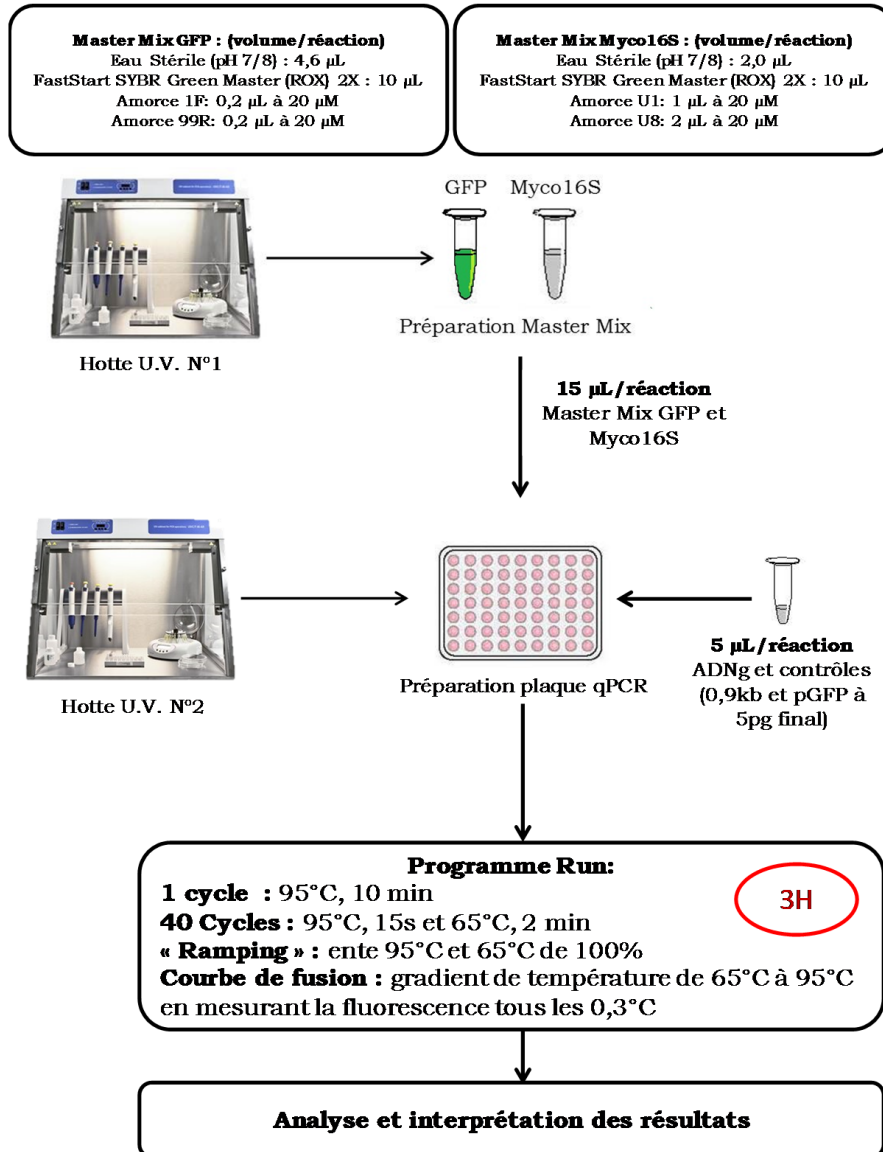 Master Mix GFP : (volume/réaction)
Eau Stérile (pH 7/8) : 4,6 µL
FastStart SYBR Green Master (ROX) 2X : 10 µL
Amorce 1F: 0,2 µL à 20 µM
Amorce 99R: 0,2 µL à 20 µM
Master Mix Myco16S : (volume/réaction)
Eau Stérile (pH 7/8) : 2,0 µL
FastStart SYBR Green Master (ROX) 2X : 10 µL
Amorce U1: 1 µL à 20 µM
Amorce U8: 2 µL à 20 µM
GFP Myco16S
Préparation Master Mix
Hotte U.V. N°1
15 µL/réaction
Master Mix GFP et
Myco16S
Hotte U.V. N°2
Préparation plaque qPCR
5 µL/réaction
ADNg et contrôles
(0,9kb et pGFP à
5pg final)
Programme Run:
1 cycle : 95°C, 10 min
40 Cycles : 95°C, 15s et 65°C, 2 min
« Ramping » : ente 95°C et 65°C de 100%
Courbe de fusion : gradient de température de 65°C à 95°C
en mesurant la fluorescence tous les 0,3°C
3H
Analyse et interprétation des résultats